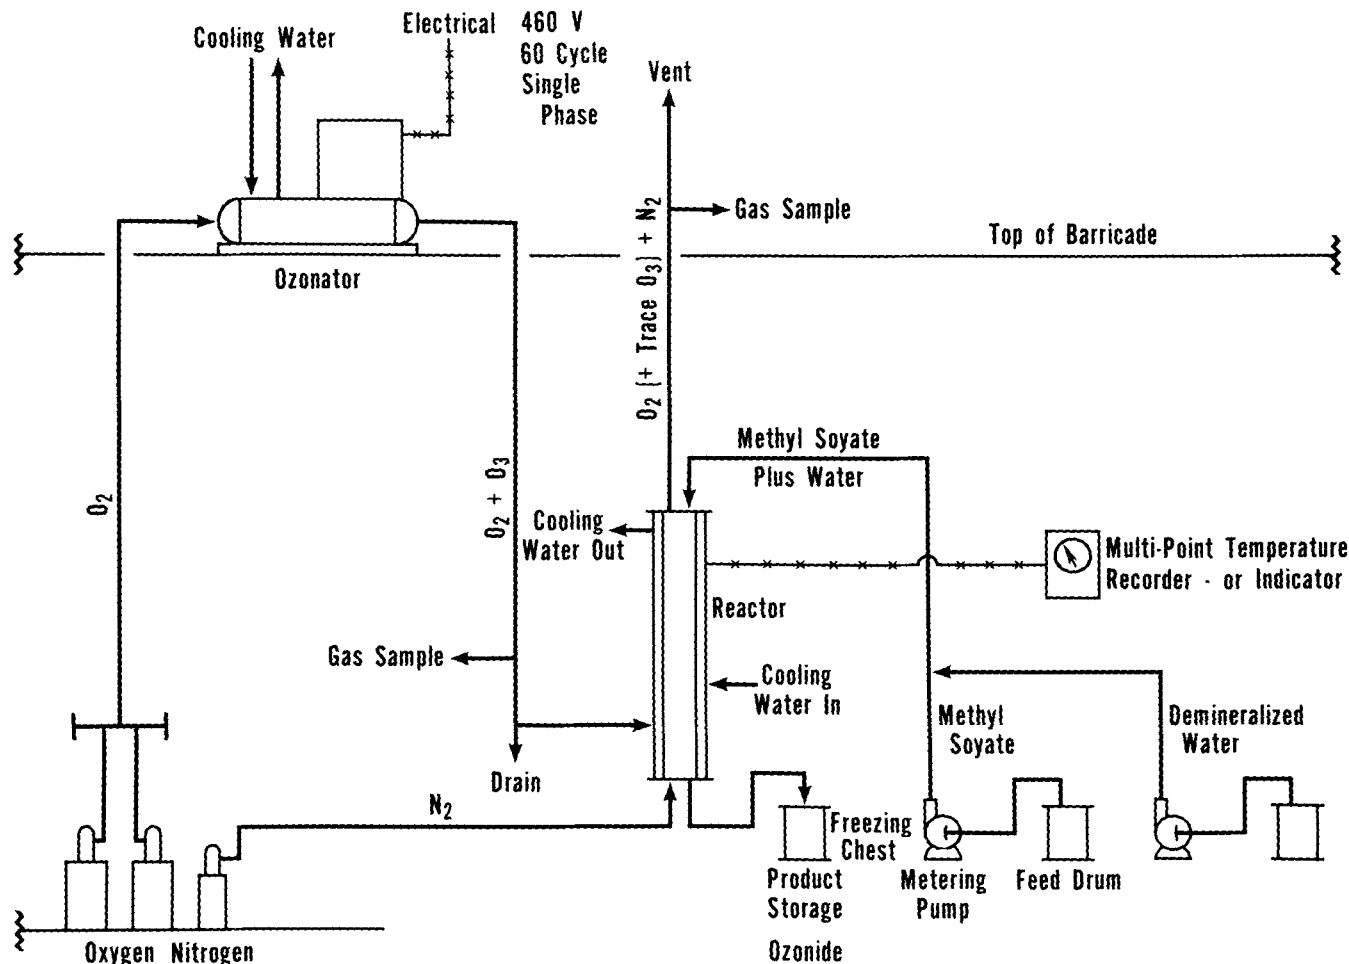 Electrical 460 V
60 Cycle
Single
Phase
Cooling Water
Vent
Gas Sample
Top of Barricade
Ozonator
O2 (+ Trace O3) + N2
Methyl Soyate
Plus Water
O2
O2 + O3
Cooling
Water Out
Multi-Point Temperature
Recorder - or Indicator
Reactor
Gas Sample
Cooling
Water In
Methyl
Soyate
Demineralized
Water
Drain
N2
Freezing
Chest
Product
Storage
Ozonide
Metering
Pump
Feed Drum
Oxygen Nitrogen